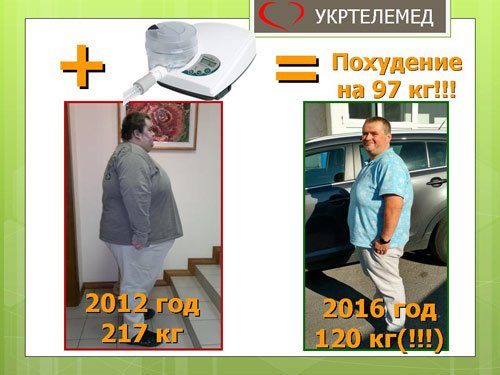 УКРТЕЛЕМЕД
+
=
Похудение
на 97 кг!!!
2012 год
217 кг
2016 год
120 кг(!!!)